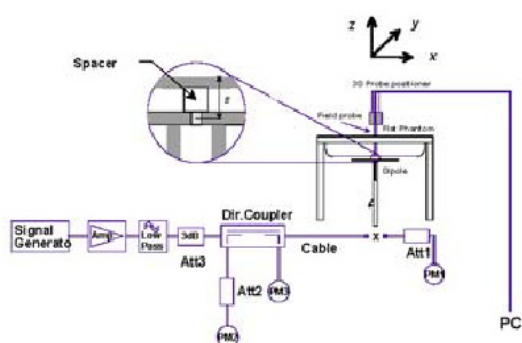 z
y
x
Spacer
s
3D Probe positioner
Field probe
Flat Phantom
Dipole
Signal
Generato
Amp
Low
Pass
3dB
Att3
Dir.Coupler
Cable
x
Att1
PM1
Att2
PM3
PM2
PC